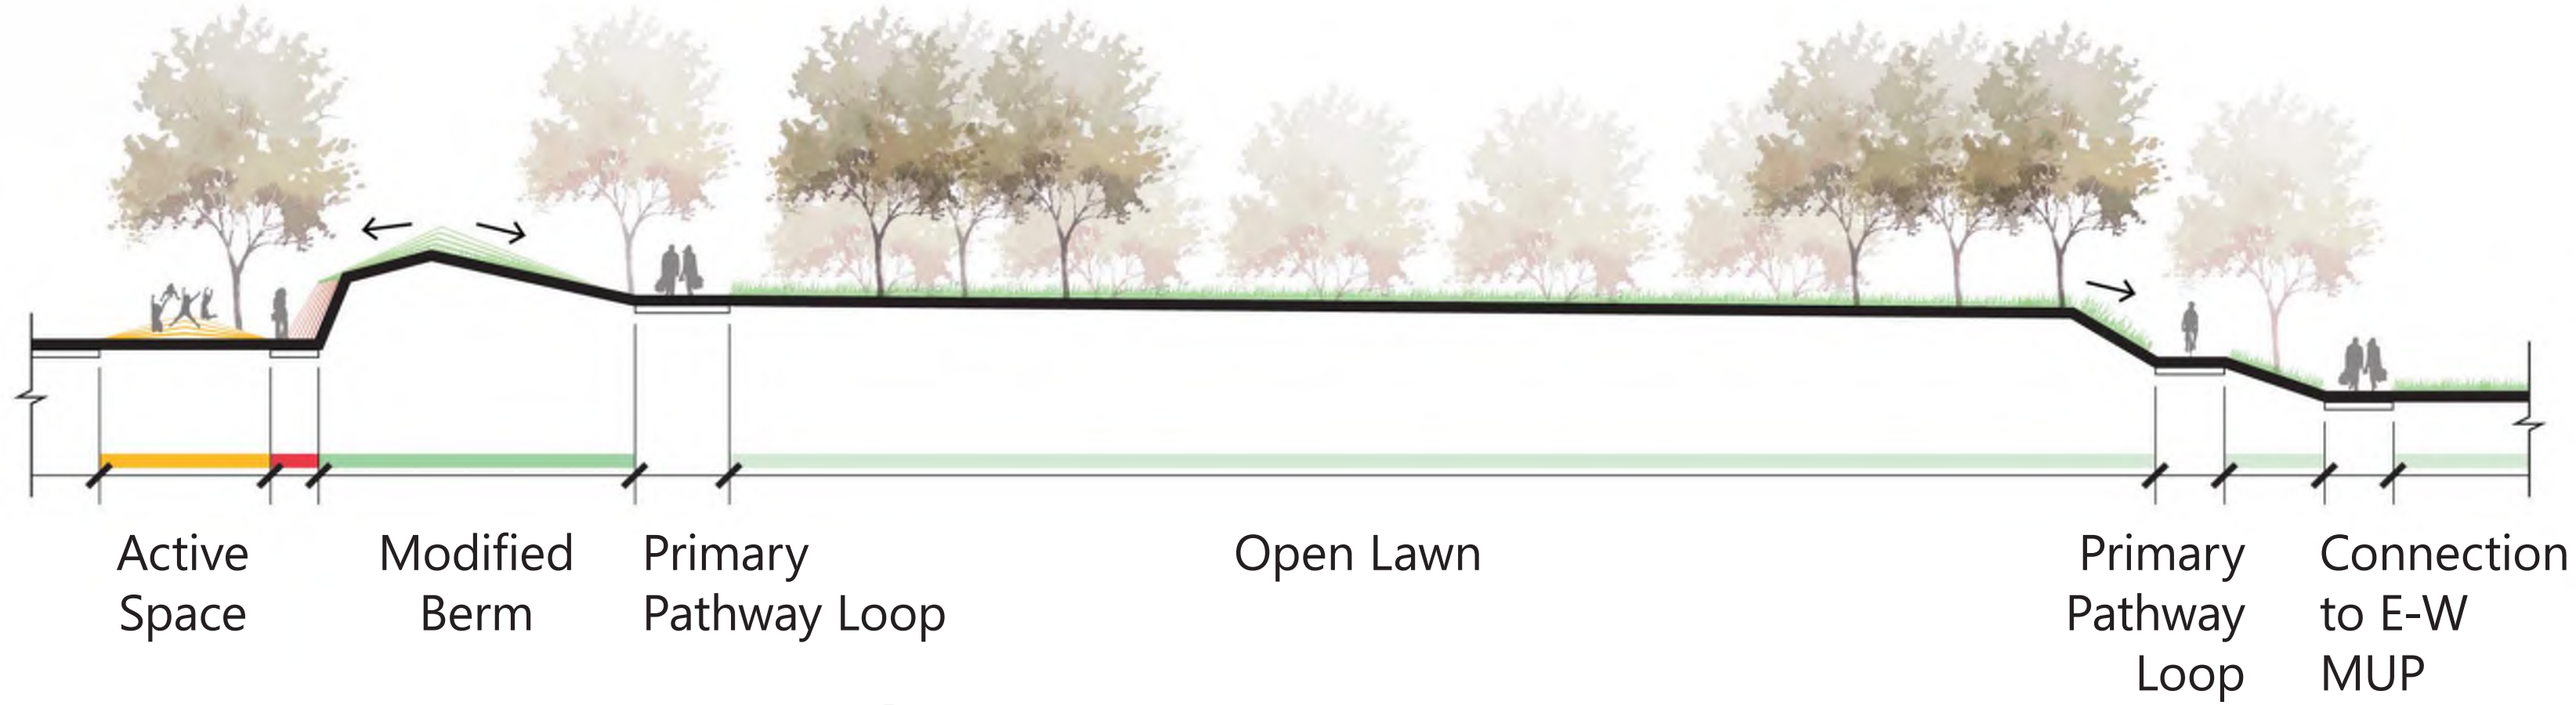 Active
Space
Modified
Berm
Primary
Pathway Loop
Open Lawn
Primary
Pathway
Loop
Connection
to E-W
MUP